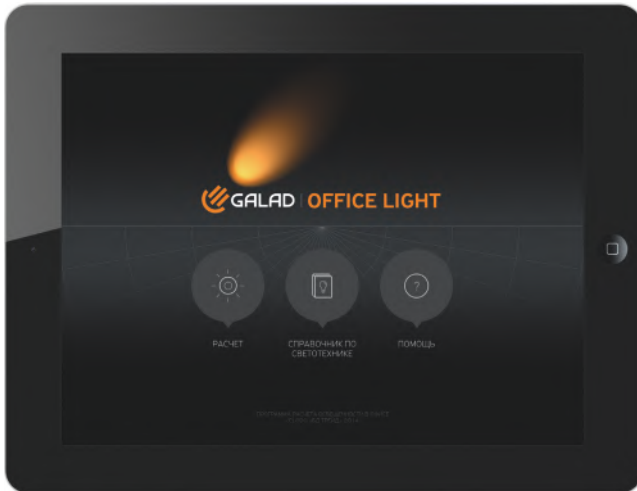 GALAD | OFFICE LIGHT
РАСЧЕТ
СПРАВОЧНИК ПО
СВЕТОТЕХНИКЕ
ПОМОЩЬ